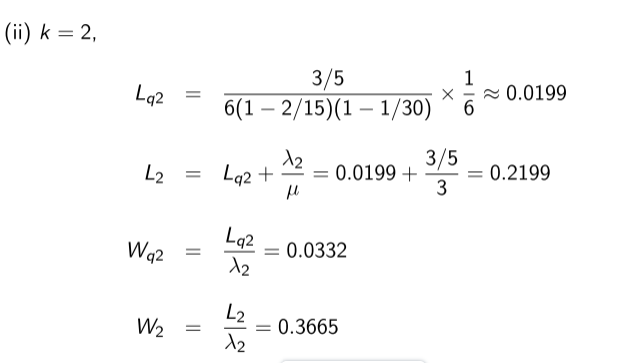 (ii) k = 2,
L_{q2} = \frac{3/5}{6(1 − 2/15)(1 − 1/30)} × \frac{1}{6} ≈ 0.0199
L_2 = L_{q2} + \frac{λ_2}{μ} = 0.0199 + \frac{3/5}{3} = 0.2199
W_{q2} = \frac{L_{q2}}{λ_2} = 0.0332
W_2 = \frac{L_2}{λ_2} = 0.3665